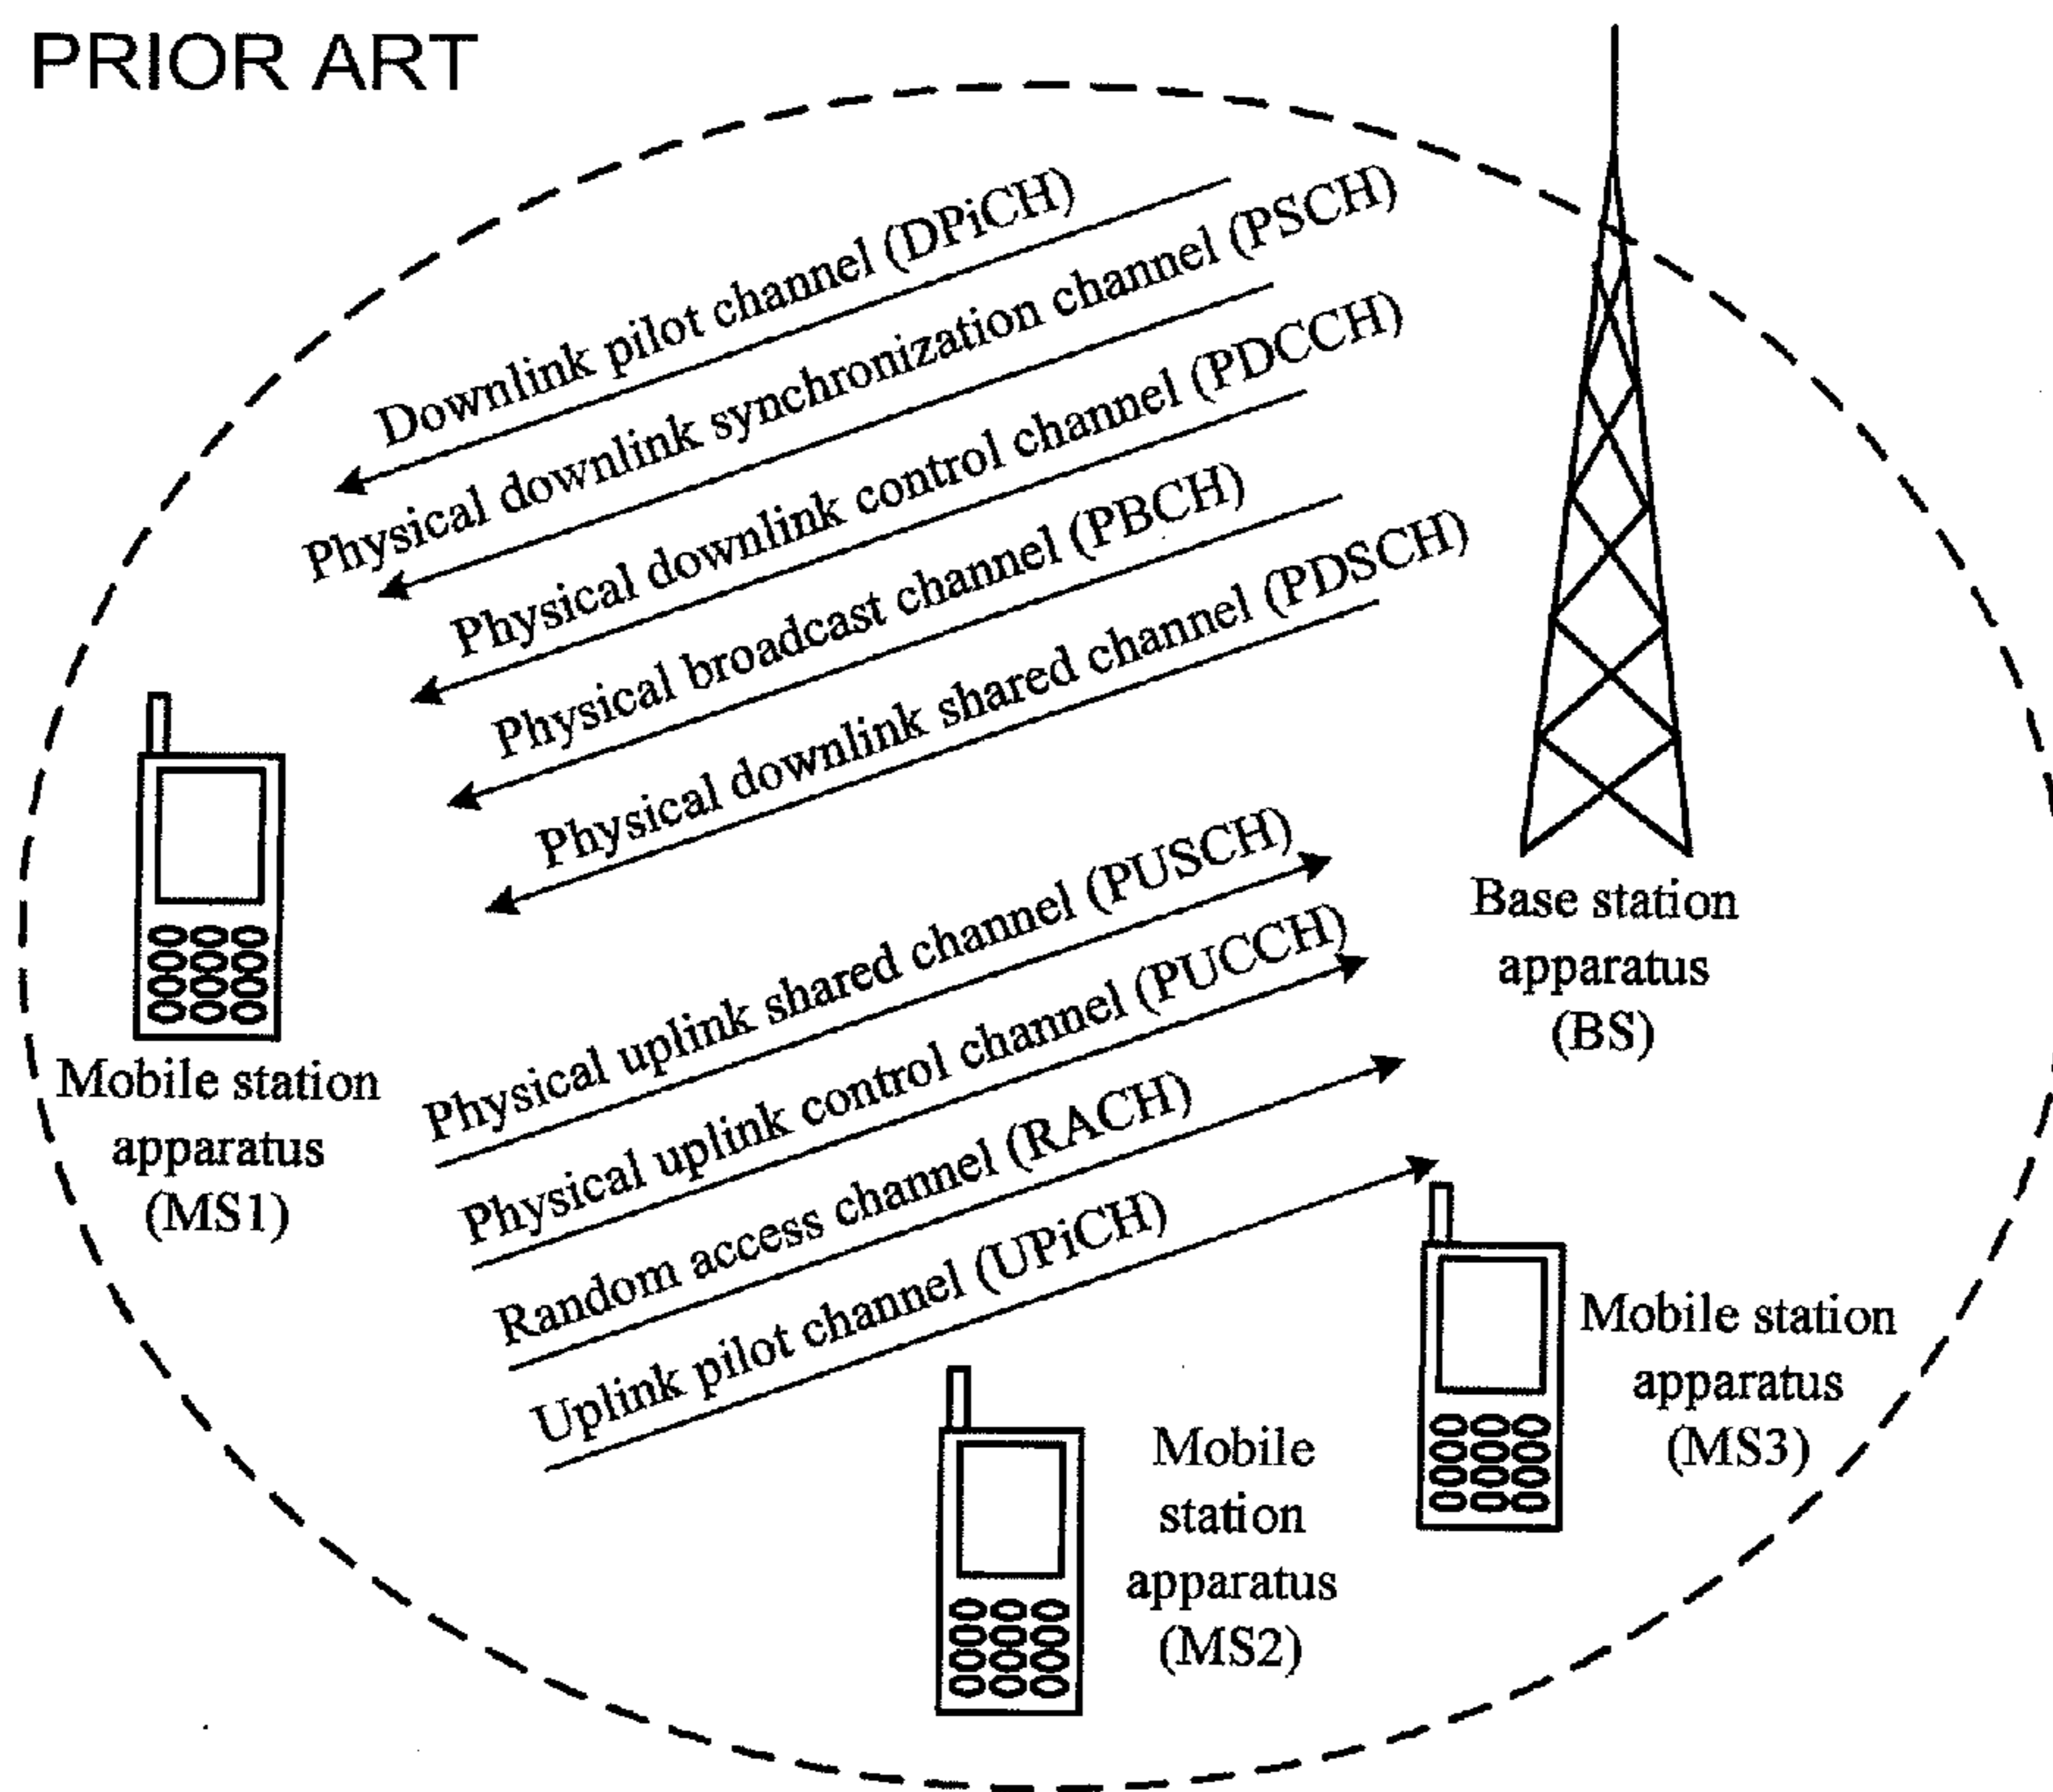 PRIOR ART
Downlink pilot channel (DPiCH)
Physical downlink synchronization channel (PSCH)
Physical downlink control channel (PDCCH)
Physical broadcast channel (PBCH)
Physical downlink shared channel (PDSCH)
Physical uplink shared channel (PUSCH)
Physical uplink control channel (PUCCH)
Random access channel (RACH)
Uplink pilot channel (UPiCH)
Base station
apparatus
(BS)
Mobile station
apparatus
(MS1)
Mobile
station
apparatus
(MS2)
Mobile station
apparatus
(MS3)